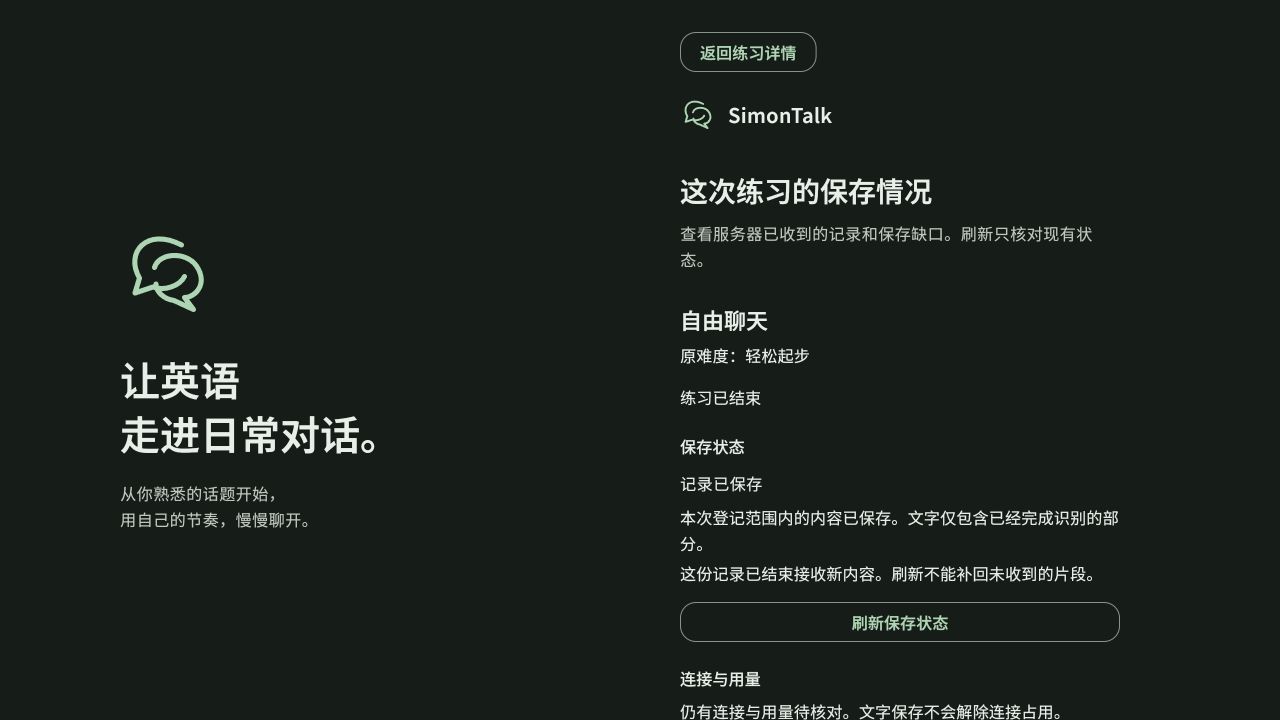 让英语
走进日常对话。
从你熟悉的话题开始，
用自己的节奏，慢慢聊开。
返回练习详情
SimonTalk
这次练习的保存情况
查看服务器已收到的记录和保存缺口。刷新只核对现有状
态。
自由聊天
原难度：轻松起步
练习已结束
保存状态
记录已保存
本次登记范围内的内容已保存。文字仅包含已经完成识别的部
分。
这份记录已结束接收新内容。刷新不能补回未收到的片段。
刷新保存状态
连接与用量
仍有连接与用量待核对。文字保存不会解除连接占用。